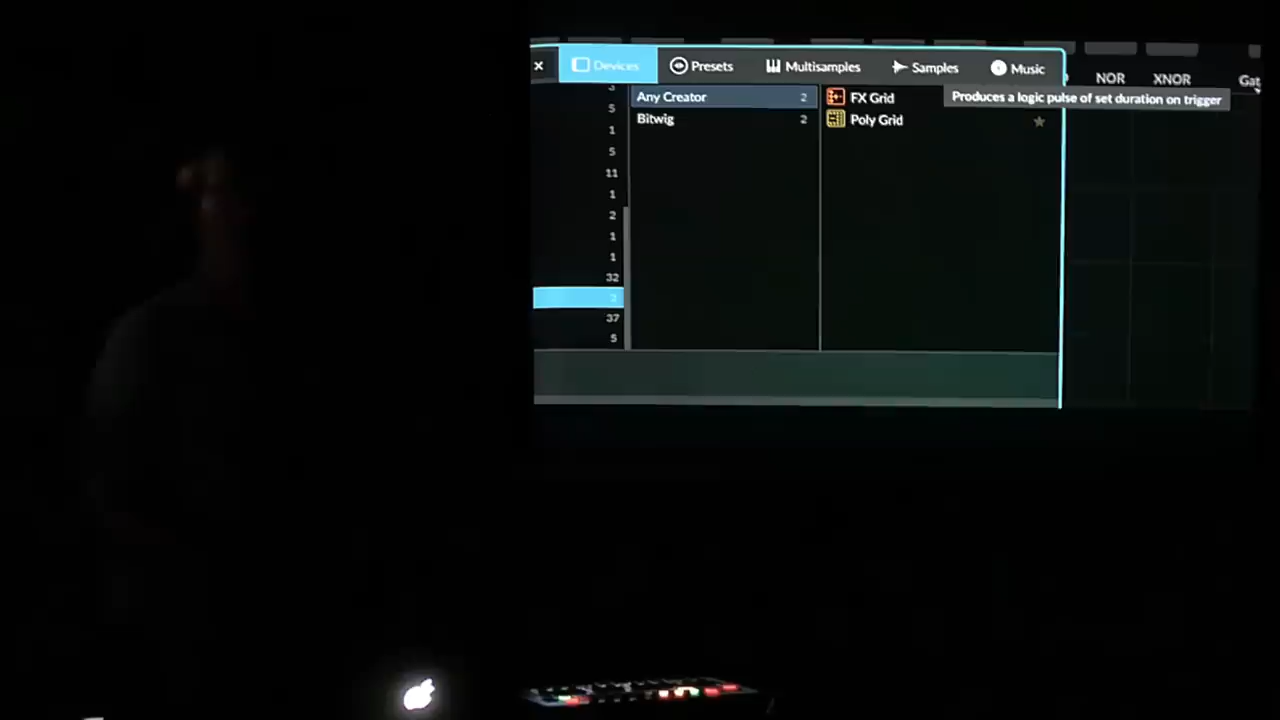 Devices
Presets
Multisamples
Samples
Music
NOR
XNOR
Any Creator 2
FX Grid
Produces a logic pulse of set duration on trigger
Bitwig 2
Poly Grid
5
1
5
11
1
2
1
1
32
2
37
5